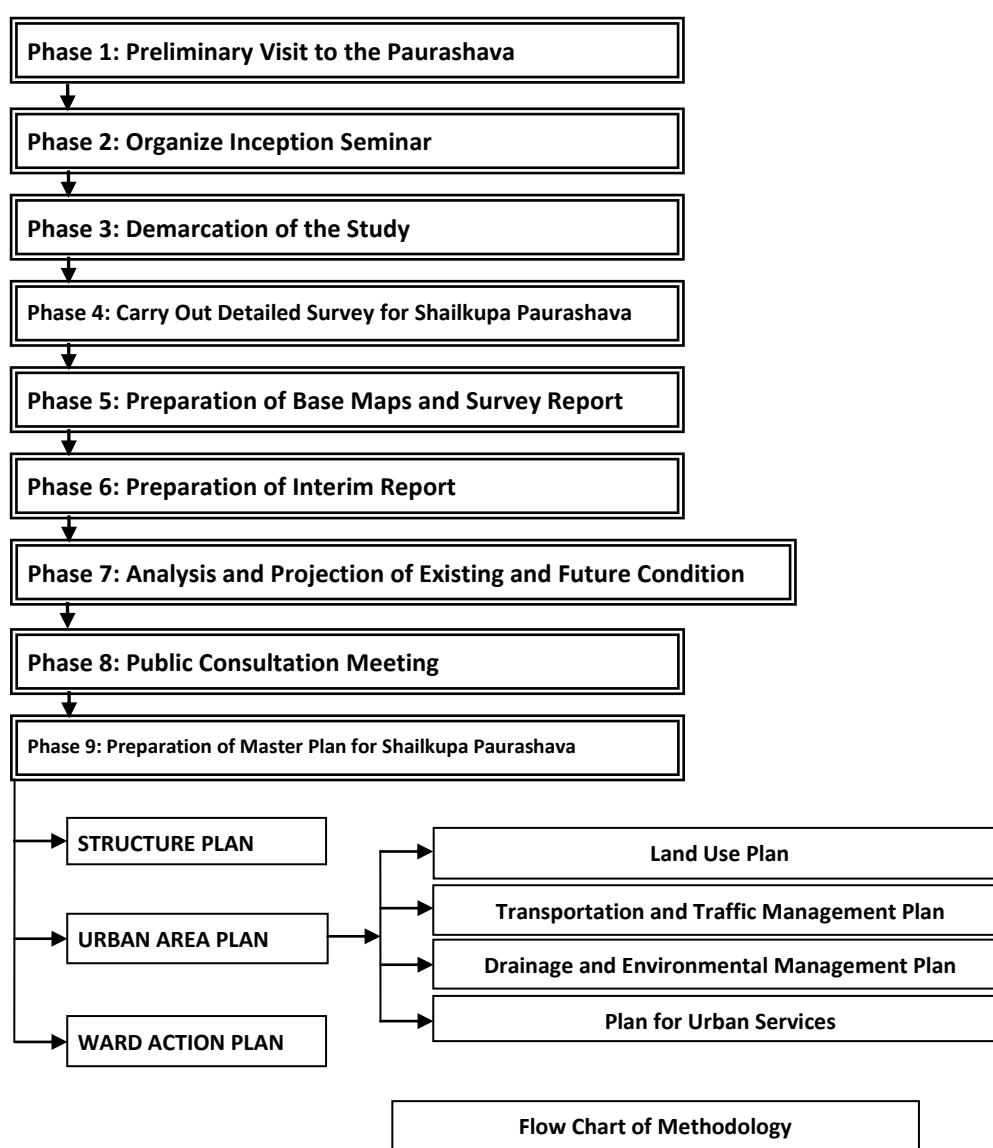 Phase 1: Preliminary Visit to the Paurashava
Phase 2: Organize Inception Seminar
Phase 3: Demarcation of the Study
Phase 4: Carry Out Detailed Survey for Shailkupa Paurashava
Phase 5: Preparation of Base Maps and Survey Report
Phase 6: Preparation of Interim Report
Phase 7: Analysis and Projection of Existing and Future Condition
Phase 8: Public Consultation Meeting
Phase 9: Preparation of Master Plan for Shailkupa Paurashava
STRUCTURE PLAN
URBAN AREA PLAN
WARD ACTION PLAN
Land Use Plan
Transportation and Traffic Management Plan
Drainage and Environmental Management Plan
Plan for Urban Services
Flow Chart of Methodology